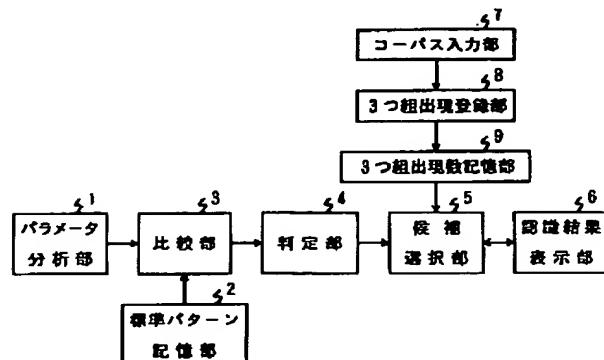 7
コーパス入力部
8
3つ組出現登録部
9
3つ組出現数記憶部
1
パラメータ
分析部
3
比較部
4
判定部
5
候補
選択部
6
認識結果
表示部
2
標準パターン
記憶部